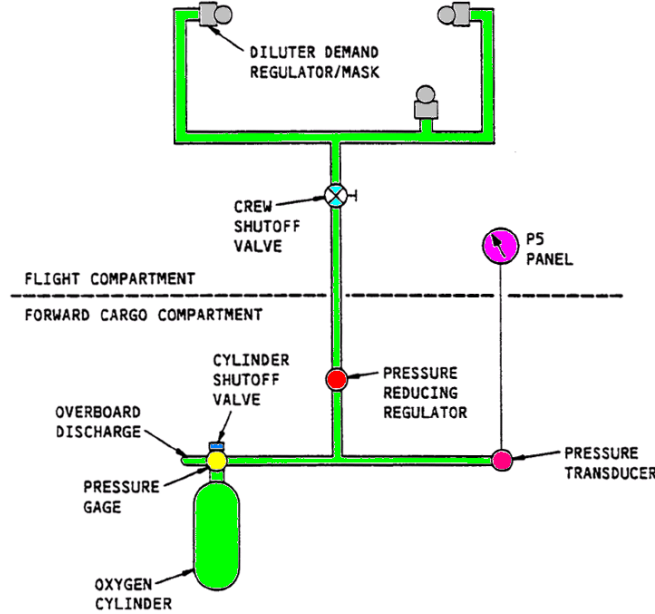 DILUTER DEMAND
REGULATOR/MASK
CREW
SHUTOFF
VALVE
P5
PANEL
FLIGHT COMPARTMENT
FORWARD CARGO COMPARTMENT
CYLINDER
SHUTOFF
VALVE
PRESSURE
REDUCING
REGULATOR
OVERBOARD
DISCHARGE
PRESSURE
TRANSDUCER
PRESSURE
GAGE
OXYGEN
CYLINDER